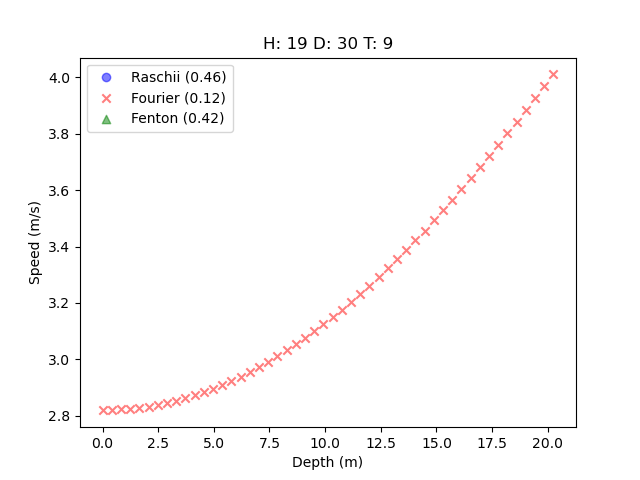 H: 19 D: 30 T: 9
Raschii (0.46)
Fourier (0.12)
Fenton (0.42)
4.0
3.8
3.6
3.4
3.2
3.0
2.8
Speed (m/s)
0.0 2.5 5.0 7.5 10.0 12.5 15.0 17.5 20.0
Depth (m)